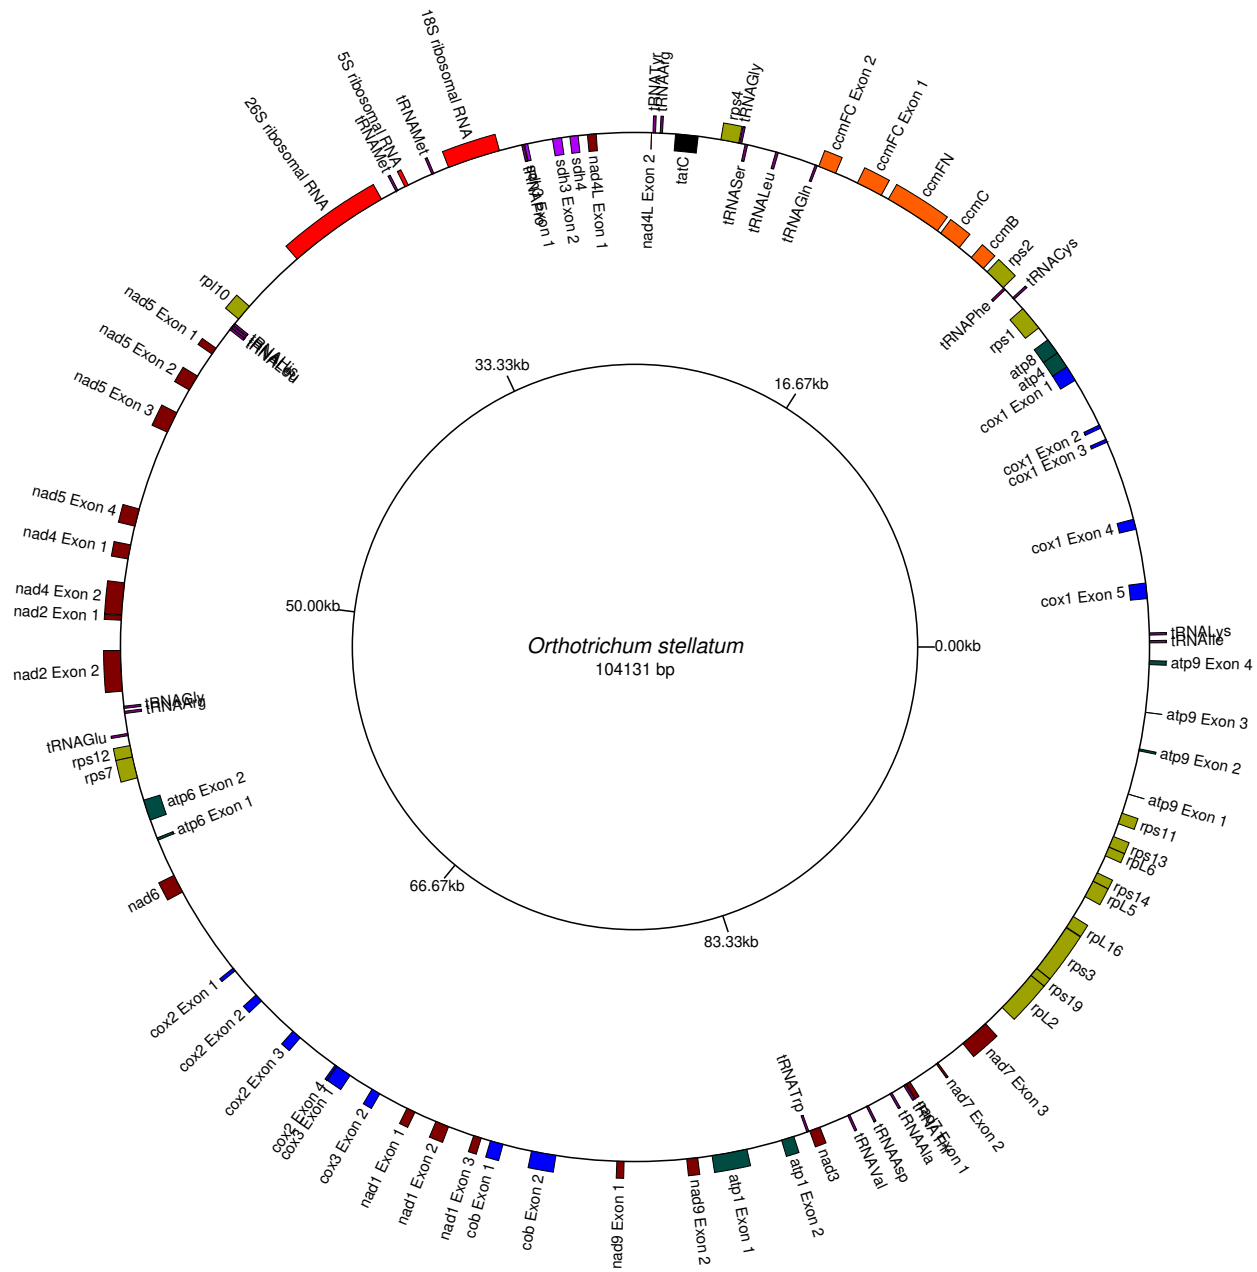 18S ribosomal RNA
tRNAMet
5S ribosomal RNA
tRNAMet
26S ribosomal RNA
rpl10
nad5 Exon 1
nad5 Exon 2
nad5 Exon 3
tRNAHis
tRNALeu
nad5 Exon 4
nad4 Exon 1
nad4 Exon 2
nad2 Exon 1
nad2 Exon 2
tRNAGly
tRNAArg
tRNAGlu
rps12
rps7
atp6 Exon 2
atp6 Exon 1
nad6
cox2 Exon 1
cox2 Exon 2
cox2 Exon 3
cox2 Exon 4
cox3 Exon 1
cox3 Exon 2
nad1 Exon 1
nad1 Exon 2
nad1 Exon 3
cob Exon 1
cob Exon 2
nad9 Exon 1
nad9 Exon 2
atp1 Exon 1
atp1 Exon 2
tRNATrp
nad3
tRNAVal
tRNAAsp
tRNAAla
nad7 Exon 1
nad7 Exon 2
nad7 Exon 3
rpL2
rps19
rps3
rpL16
rpL5
rps14
rpL6
rps13
rps11
atp9 Exon 1
atp9 Exon 2
atp9 Exon 3
atp9 Exon 4
tRNAIle
tRNALys
cox1 Exon 5
cox1 Exon 4
cox1 Exon 3
cox1 Exon 2
cox1 Exon 1
atp4
atp8
rps1
tRNACys
tRNAPhe
rps2
ccmB
ccmC
ccmFN
ccmFC Exon 1
ccmFC Exon 2
tRNAGln
tRNALeu
tRNASer
tRNAGly
rps4
tatC
tRNAArg
tRNATyr
nad4L Exon 2
nad4L Exon 1
sdh4
sdh3 Exon 2
sdh3 Exon 1
tRNAPro
0.00kb
16.67kb
33.33kb
50.00kb
66.67kb
83.33kb
Orthotrichum stellatum
104131 bp